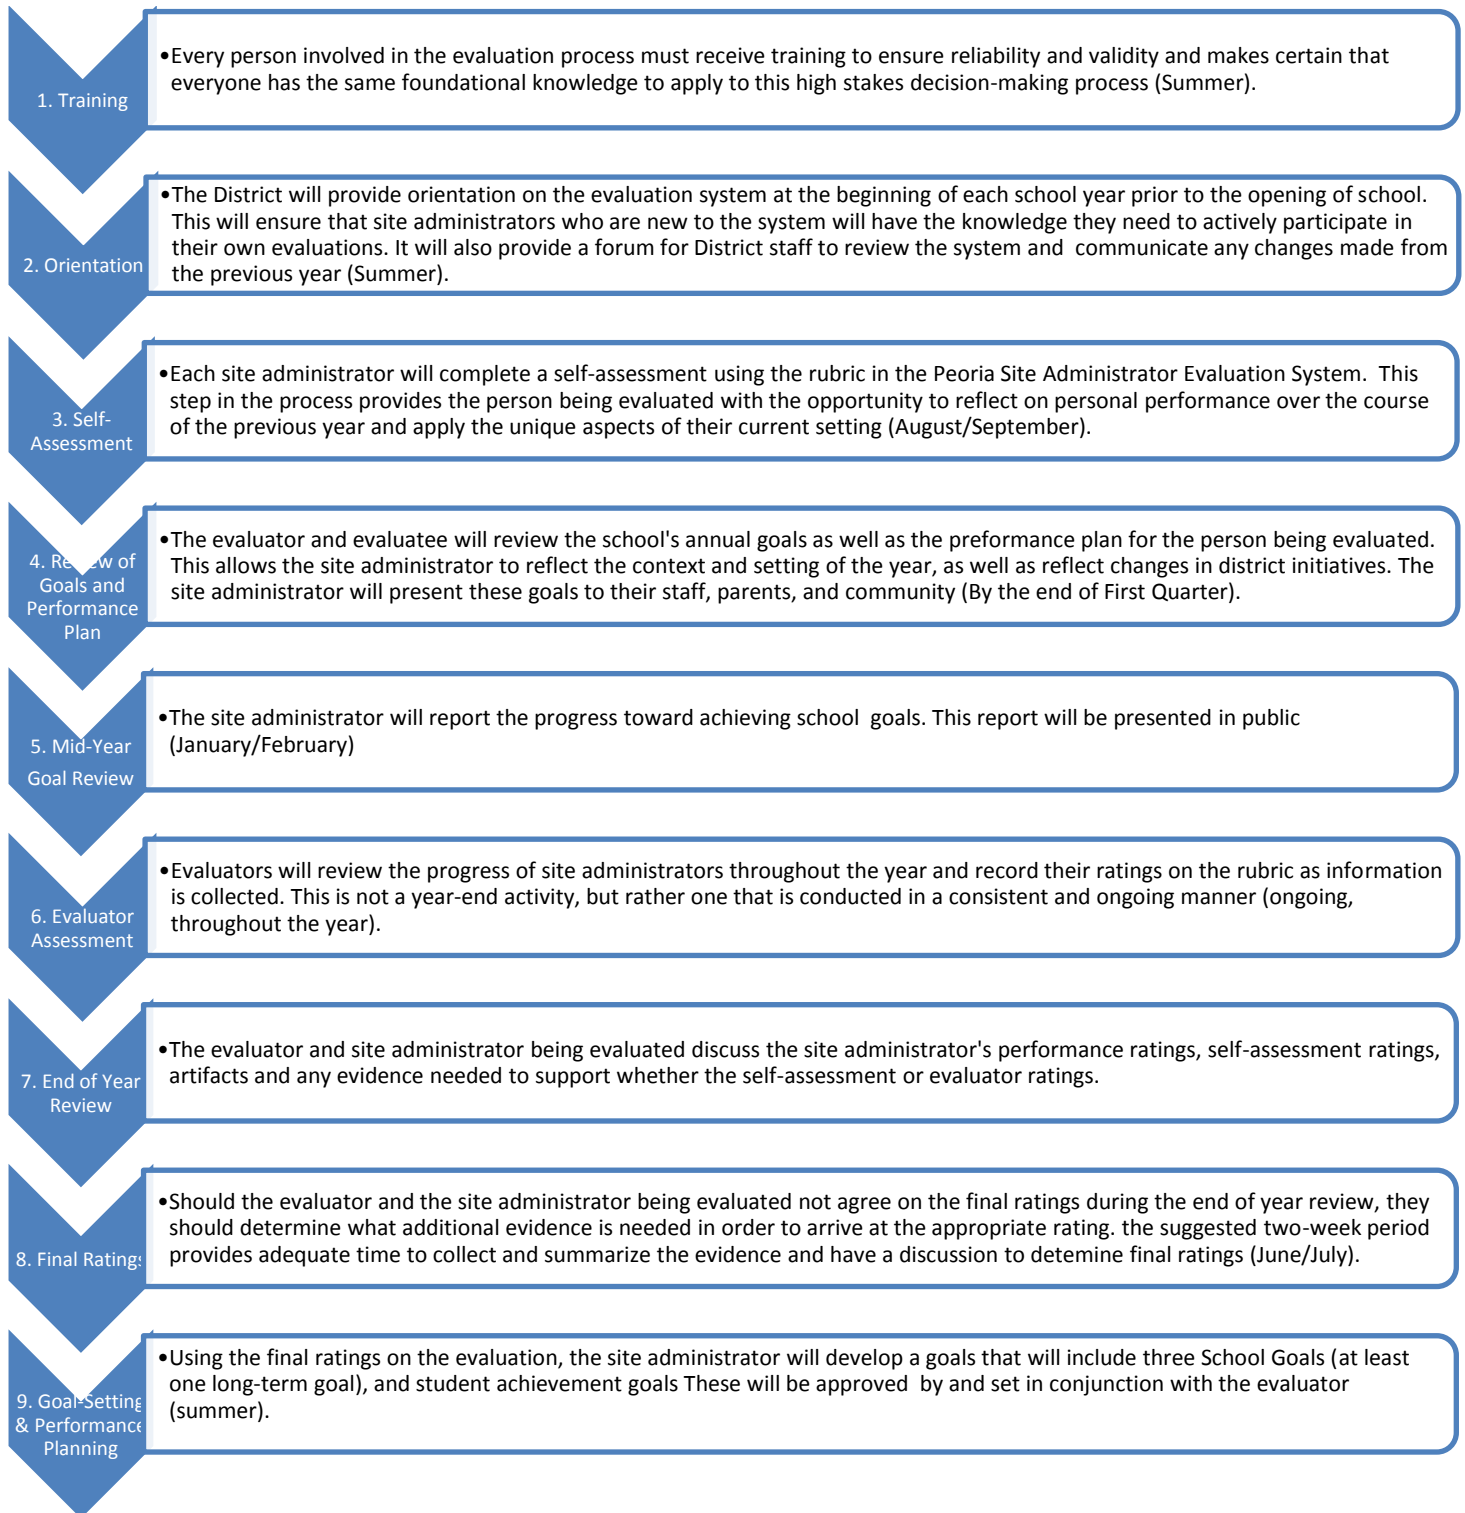 1. Training
•Every person involved in the evaluation process must receive training to ensure reliability and validity and makes certain that
everyone has the same foundational knowledge to apply to this high stakes decision-making process (Summer).
2. Orientation
•The District will provide orientation on the evaluation system at the beginning of each school year prior to the opening of school.
This will ensure that site administrators who are new to the system will have the knowledge they need to actively participate in
their own evaluations. It will also provide a forum for District staff to review the system and communicate any changes made from
the previous year (Summer).
3. Self-
Assessment
•Each site administrator will complete a self-assessment using the rubric in the Peoria Site Administrator Evaluation System. This
step in the process provides the person being evaluated with the opportunity to reflect on personal performance over the course
of the previous year and apply the unique aspects of their current setting (August/September).
4. Review of
Goals and
Performance
Plan
•The evaluator and evaluatee will review the school's annual goals as well as the preformance plan for the person being evaluated.
This allows the site administrator to reflect the context and setting of the year, as well as reflect changes in district initiatives. The
site administrator will present these goals to their staff, parents, and community (By the end of First Quarter).
5. Mid-Year
Goal Review
•The site administrator will report the progress toward achieving school goals. This report will be presented in public
(January/February)
6. Evaluator
Assessment
•Evaluators will review the progress of site administrators throughout the year and record their ratings on the rubric as information
is collected. This is not a year-end activity, but rather one that is conducted in a consistent and ongoing manner (ongoing,
throughout the year).
7. End of Year
Review
•The evaluator and site administrator being evaluated discuss the site administrator's performance ratings, self-assessment ratings,
artifacts and any evidence needed to support whether the self-assessment or evaluator ratings.
8. Final Ratings
•Should the evaluator and the site administrator being evaluated not agree on the final ratings during the end of year review, they
should determine what additional evidence is needed in order to arrive at the appropriate rating. the suggested two-week period
provides adequate time to collect and summarize the evidence and have a discussion to detemine final ratings (June/July).
9. Goal-Setting
& Performance
Planning
•Using the final ratings on the evaluation, the site administrator will develop a goals that will include three School Goals (at least
one long-term goal), and student achievement goals These will be approved by and set in conjunction with the evaluator
(summer).